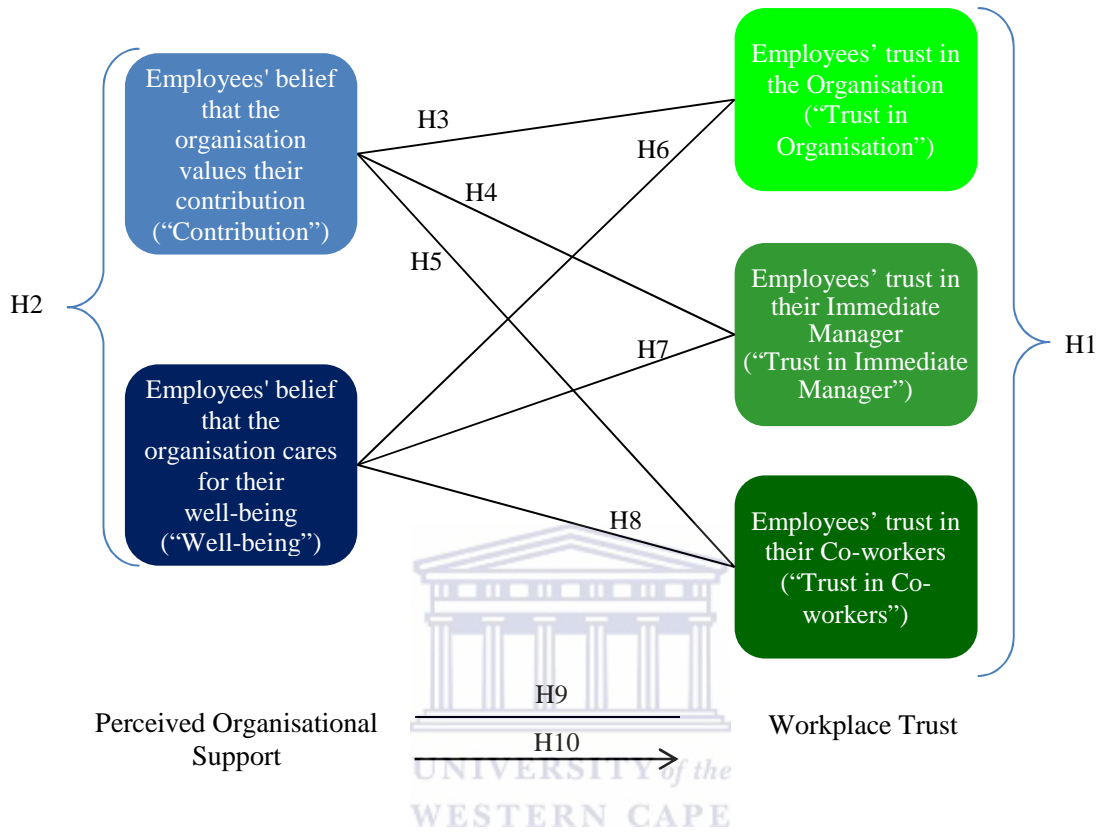 Employees' belief
that the
organisation
values their
contribution
(“Contribution”)
Employees’ trust in
the Organisation
(“Trust in
Organisation”)
H3
H6
H4
H5
H2
Employees’ trust in
their Immediate
Manager
(“Trust in Immediate
Manager”)
H1
H7
Employees' belief
that the
organisation cares
for their
well-being
(“Well-being”)
H8
Employees’ trust in
their Co-workers
(“Trust in Co-
workers”)
Perceived Organisational
Support
H9
H10
Workplace Trust
UNIVERSITY of the
WESTERN CAPE